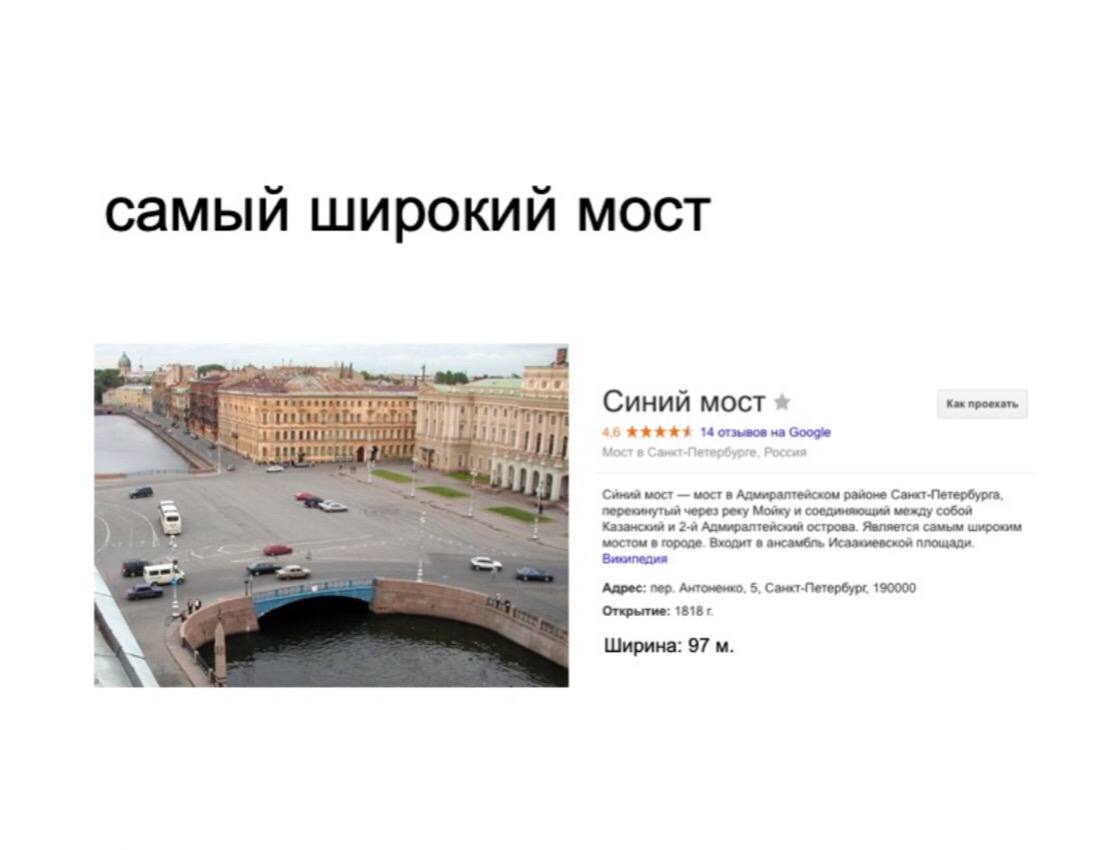 самый широкий мост
Синий мост
Как проехать
4,6 14 отзывов на Google
Мост в Санкт-Петербурге, Россия
Си́ний мост — мост в Адмиралтейском районе Санкт-Петербурга,
перекинутый через реку Мойку и соединяющий между собой
Казанский и 2-й Адмиралтейский острова. Является самым широким
мостом в городе. Входит в ансамбль Исаакиевской площади.
Википедия
Адрес: пер. Антоненко, 5, Санкт-Петербург, 190000
Открытие: 1818 г.
Ширина: 97 м.